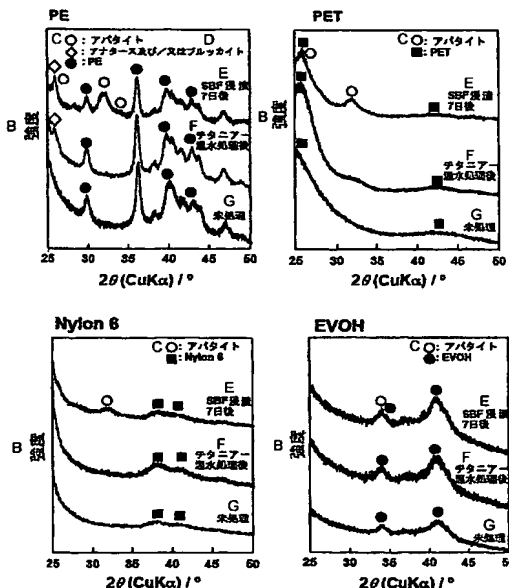 PE
C ○: アパタイト D
◇: アナタース及び/又はブルッカイト
●: PE
E
SBF浸漬
7日後
F
チタニアー
温水処理後
G
未処理
B 強度
25 30 35 40 45 50
2θ (CuKα) / °
PET
C ○: アパタイト
■: PET
E
SBF浸漬
7日後
F
チタニアー
温水処理後
G
未処理
B 強度
25 31 35 40 45 50
2θ (CuKα) / °
Nylon 6
C ○: アパタイト
■: Nylon 6
E
SBF浸漬
7日後
F
チタニアー
温水処理後
G
未処理
B 強度
25 30 35 40 45 50
2θ (CuKα) / °
EVOH
C ○: アパタイト
●: EVOH
E
SBF浸漬
7日後
F
チタニアー
温水処理後
G
未処理
B 強度
25 30 35 40 45 50
2θ (CuKα) / °